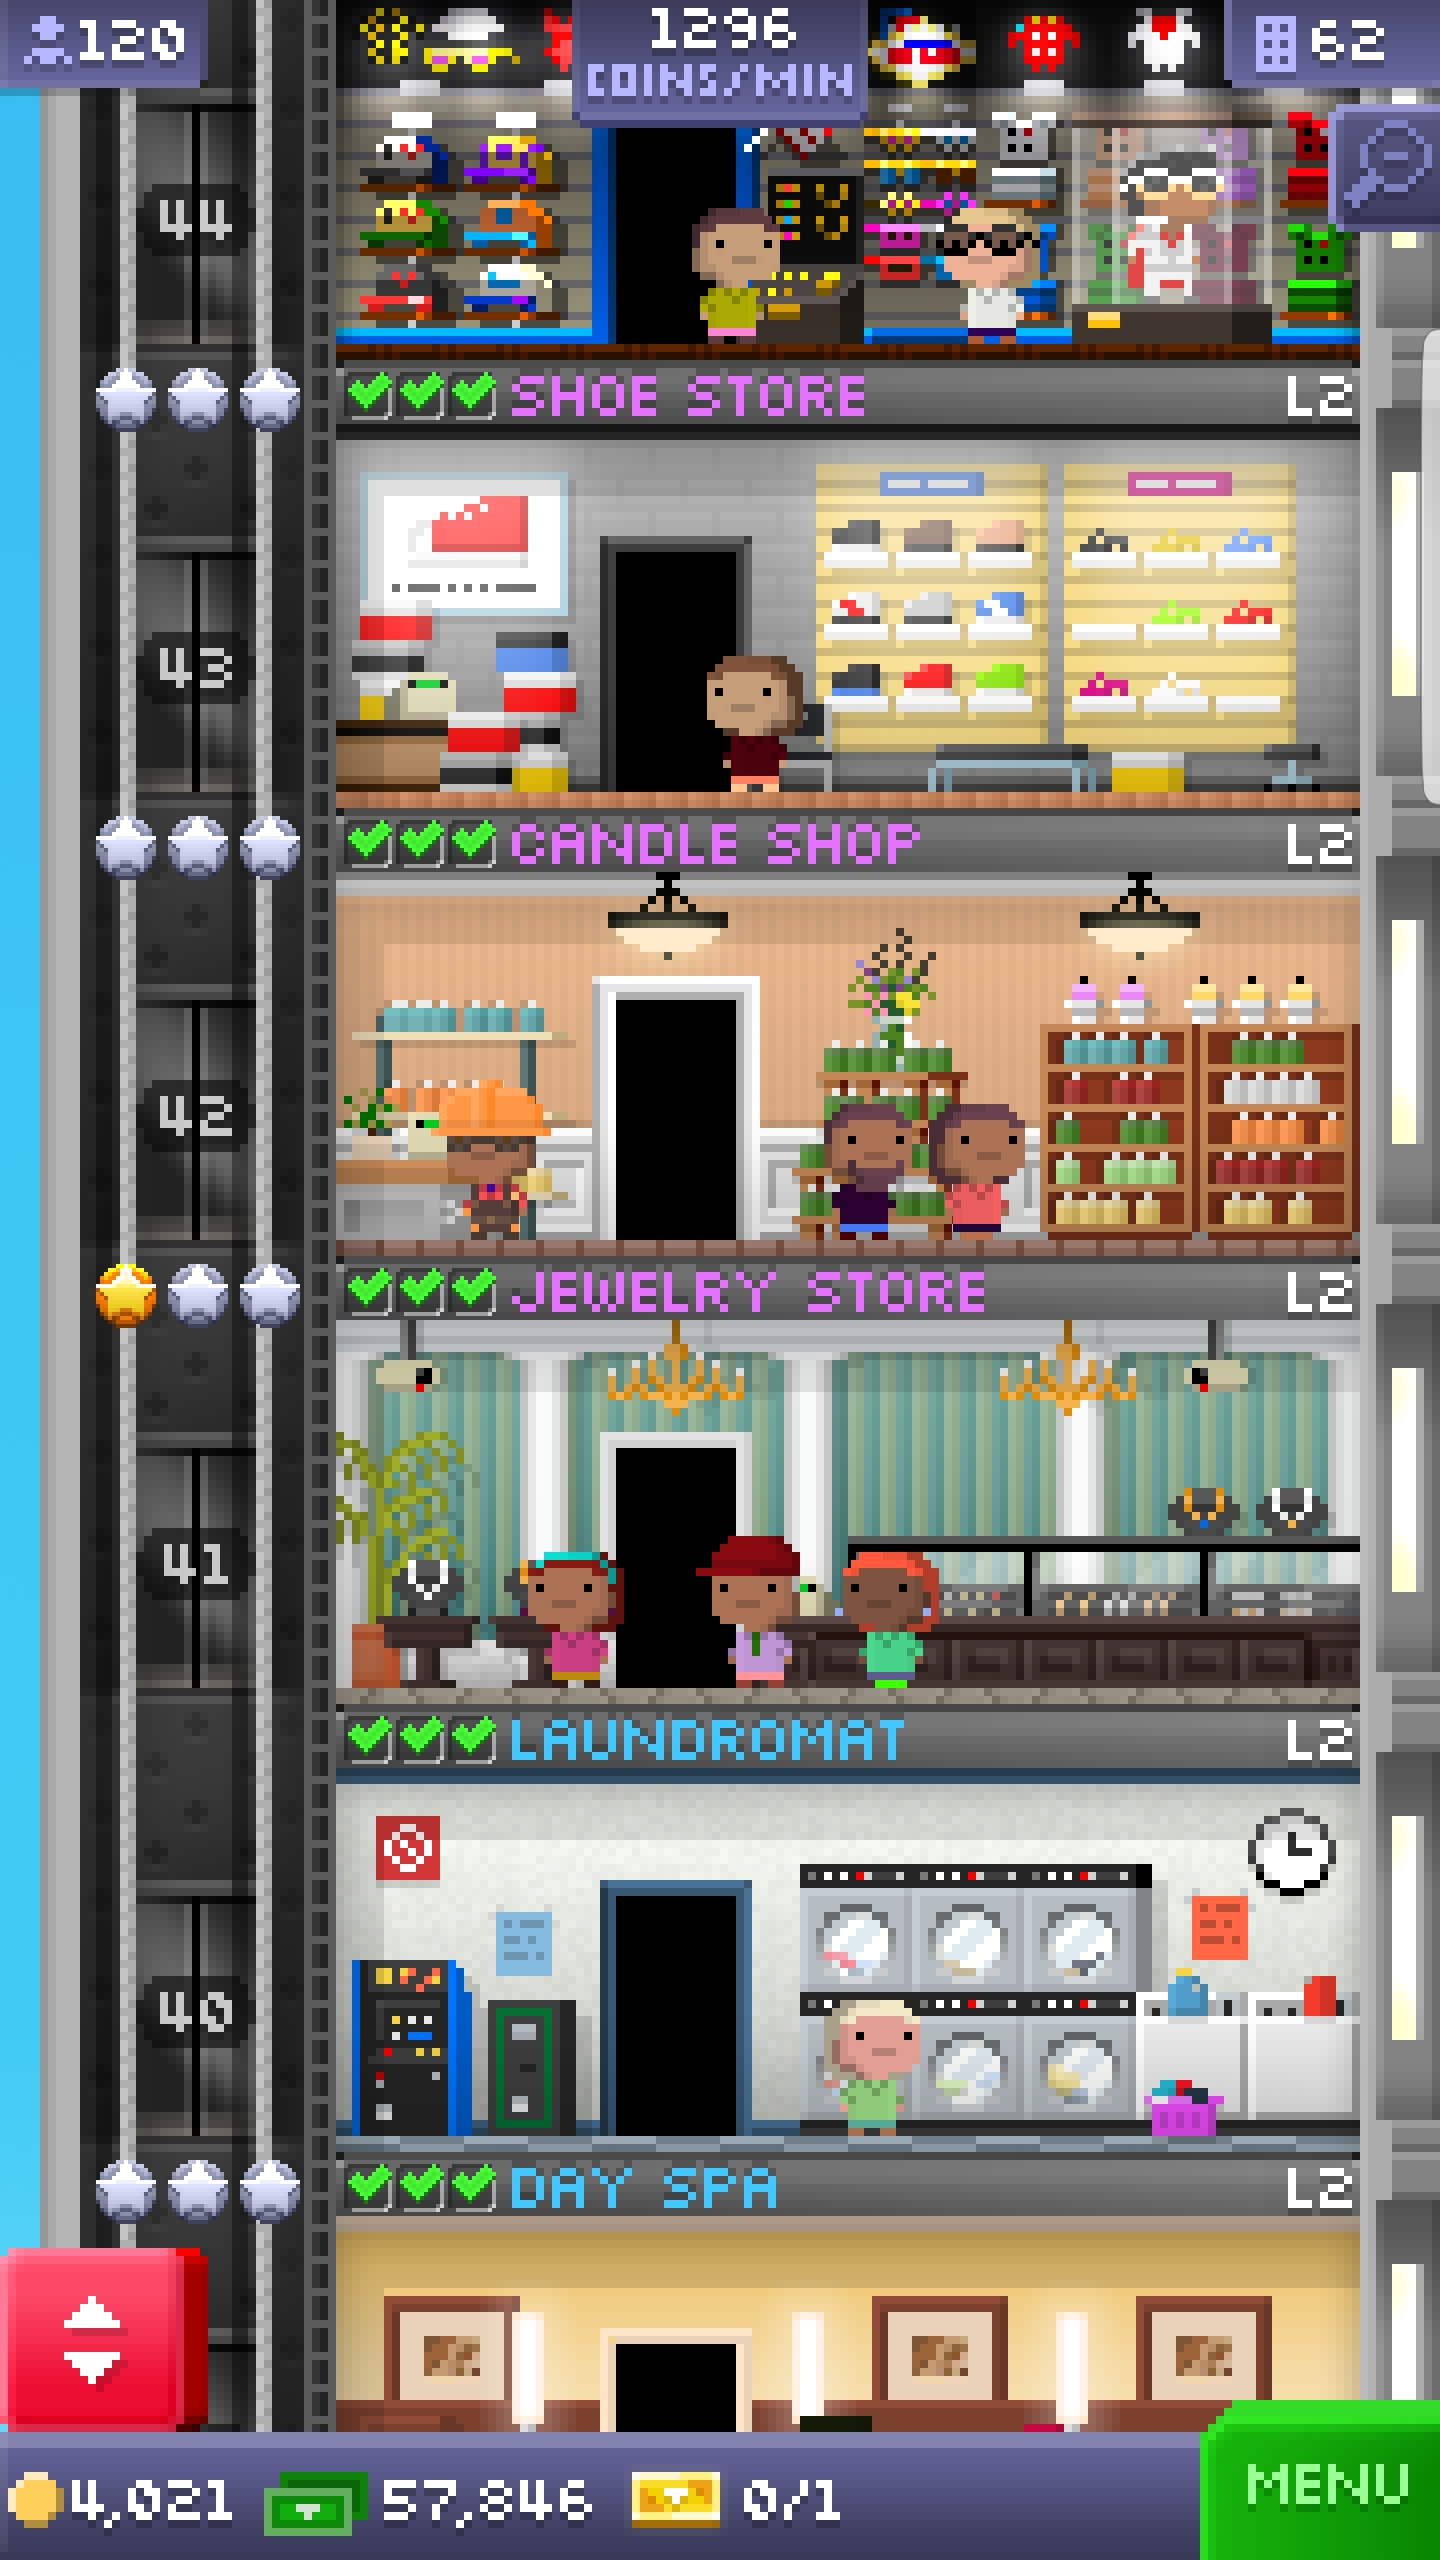 120
1296
COINS/MIN
62
44
SHOE STORE L2
43
CANDLE SHOP L2
42
JEWELRY STORE L2
41
LAUNDROMAT L2
40
DAY SPA L2
4,021 57,846 0/1 MENU